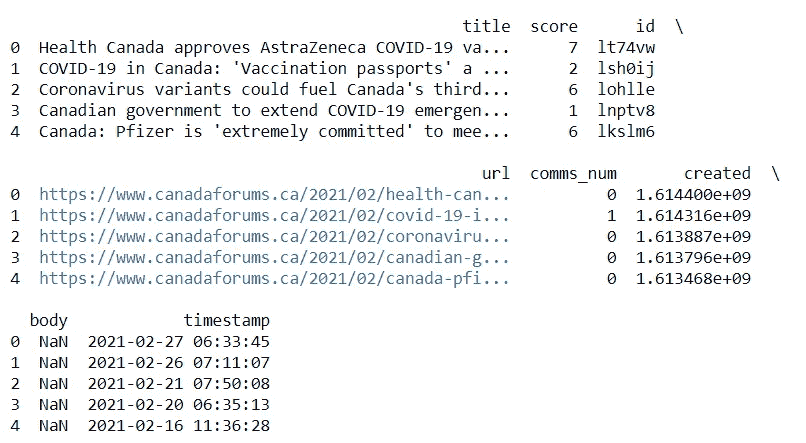 title score id \
0 Health Canada approves AstraZeneca COVID-19 va... 7 lt74vw
1 COVID-19 in Canada: 'Vaccination passports' a ... 2 lsh0ij
2 Coronavirus variants could fuel Canada's third... 6 lohlle
3 Canadian government to extend COVID-19 emergen... 1 lnptv8
4 Canada: Pfizer is 'extremely committed' to mee... 6 lkslm6
url comms_num created \
0 https://www.canadaforums.ca/2021/02/health-can... 0 1.614400e+09
1 https://www.canadaforums.ca/2021/02/covid-19-i... 1 1.614316e+09
2 https://www.canadaforums.ca/2021/02/coronaviru... 0 1.613887e+09
3 https://www.canadaforums.ca/2021/02/canadian-g... 0 1.613796e+09
4 https://www.canadaforums.ca/2021/02/canada-pfi... 0 1.613468e+09
body timestamp
0 NaN 2021-02-27 06:33:45
1 NaN 2021-02-26 07:11:07
2 NaN 2021-02-21 07:50:08
3 NaN 2021-02-20 06:35:13
4 NaN 2021-02-16 11:36:28